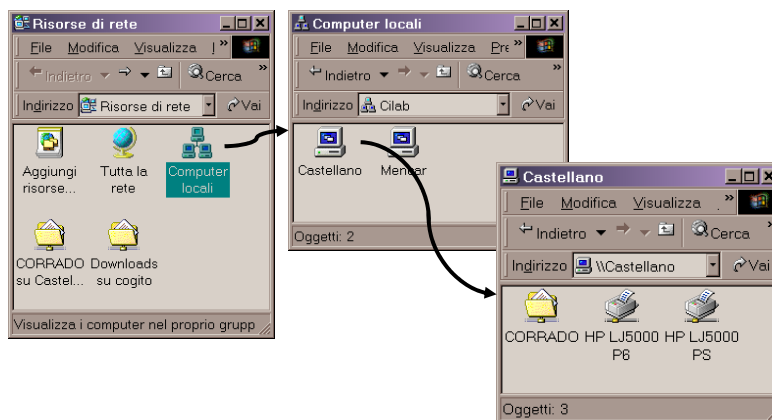 Risorse di rete
File Modifica Visualizza
Indietro Cerca
Indirizzo Risorse di rete Vai
Aggiungi risorse...
Tutta la rete
Computer locali
CORRADO su Castel...
Downloads su cogito
Visualizza i computer nel proprio grupp
Computer locali
File Modifica Visualizza Pre
Indietro Cerca
Indirizzo Cilab Vai
Castellano
Mencar
Oggetti: 2
Castellano
File Modifica Visualizza
Indietro Cerca
Indirizzo \\Castellano Vai
CORRADO
HP LJ5000 P6
HP LJ5000 PS
Oggetti: 3